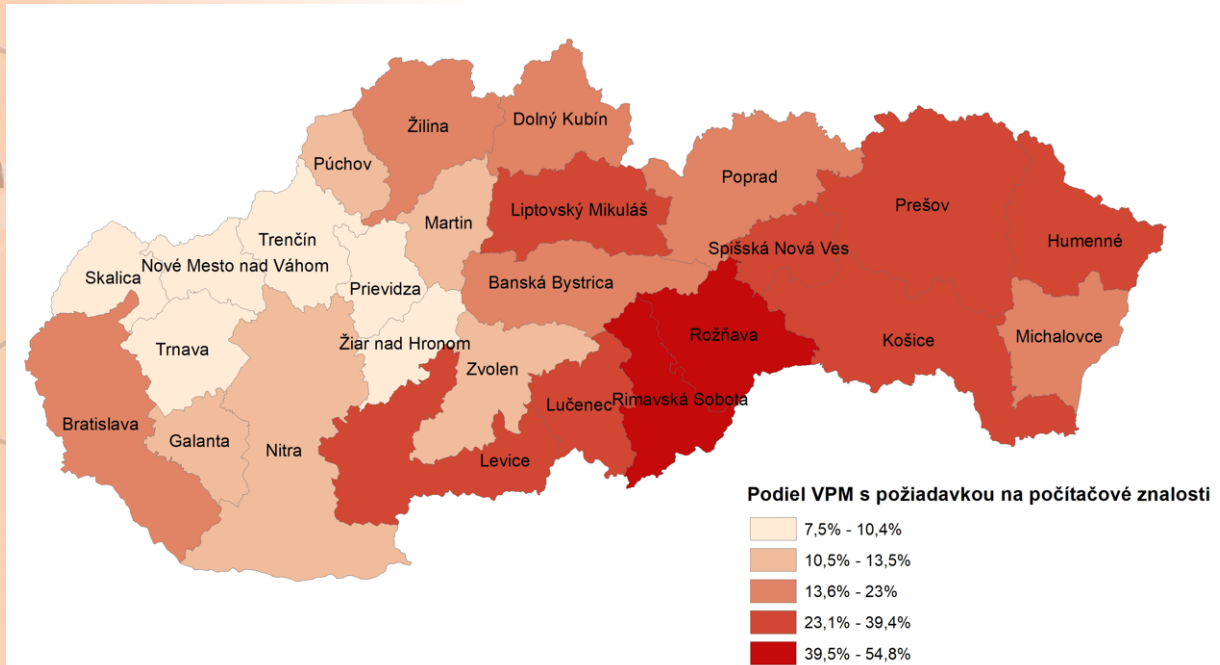 Dolný Kubín
Žilina
Púchov
Poprad
Prešov
Liptovský Mikuláš
Martin
Trenčín
Humenné
Spišská Nová Ves
Nové Mesto nad Váhom
Skalica
Banská Bystrica
Prievidza
Rožňava
Michalovce
Košice
Žiar nad Hronom
Trnava
Zvolen
Rimavská Sobota
Lučenec
Bratislava
Galanta
Nitra
Levice
Podiel VPM s požiadavkou na počítačové znalosti
7,5% - 10,4%
10,5% - 13,5%
13,6% - 23%
23,1% - 39,4%
39,5% - 54,8%